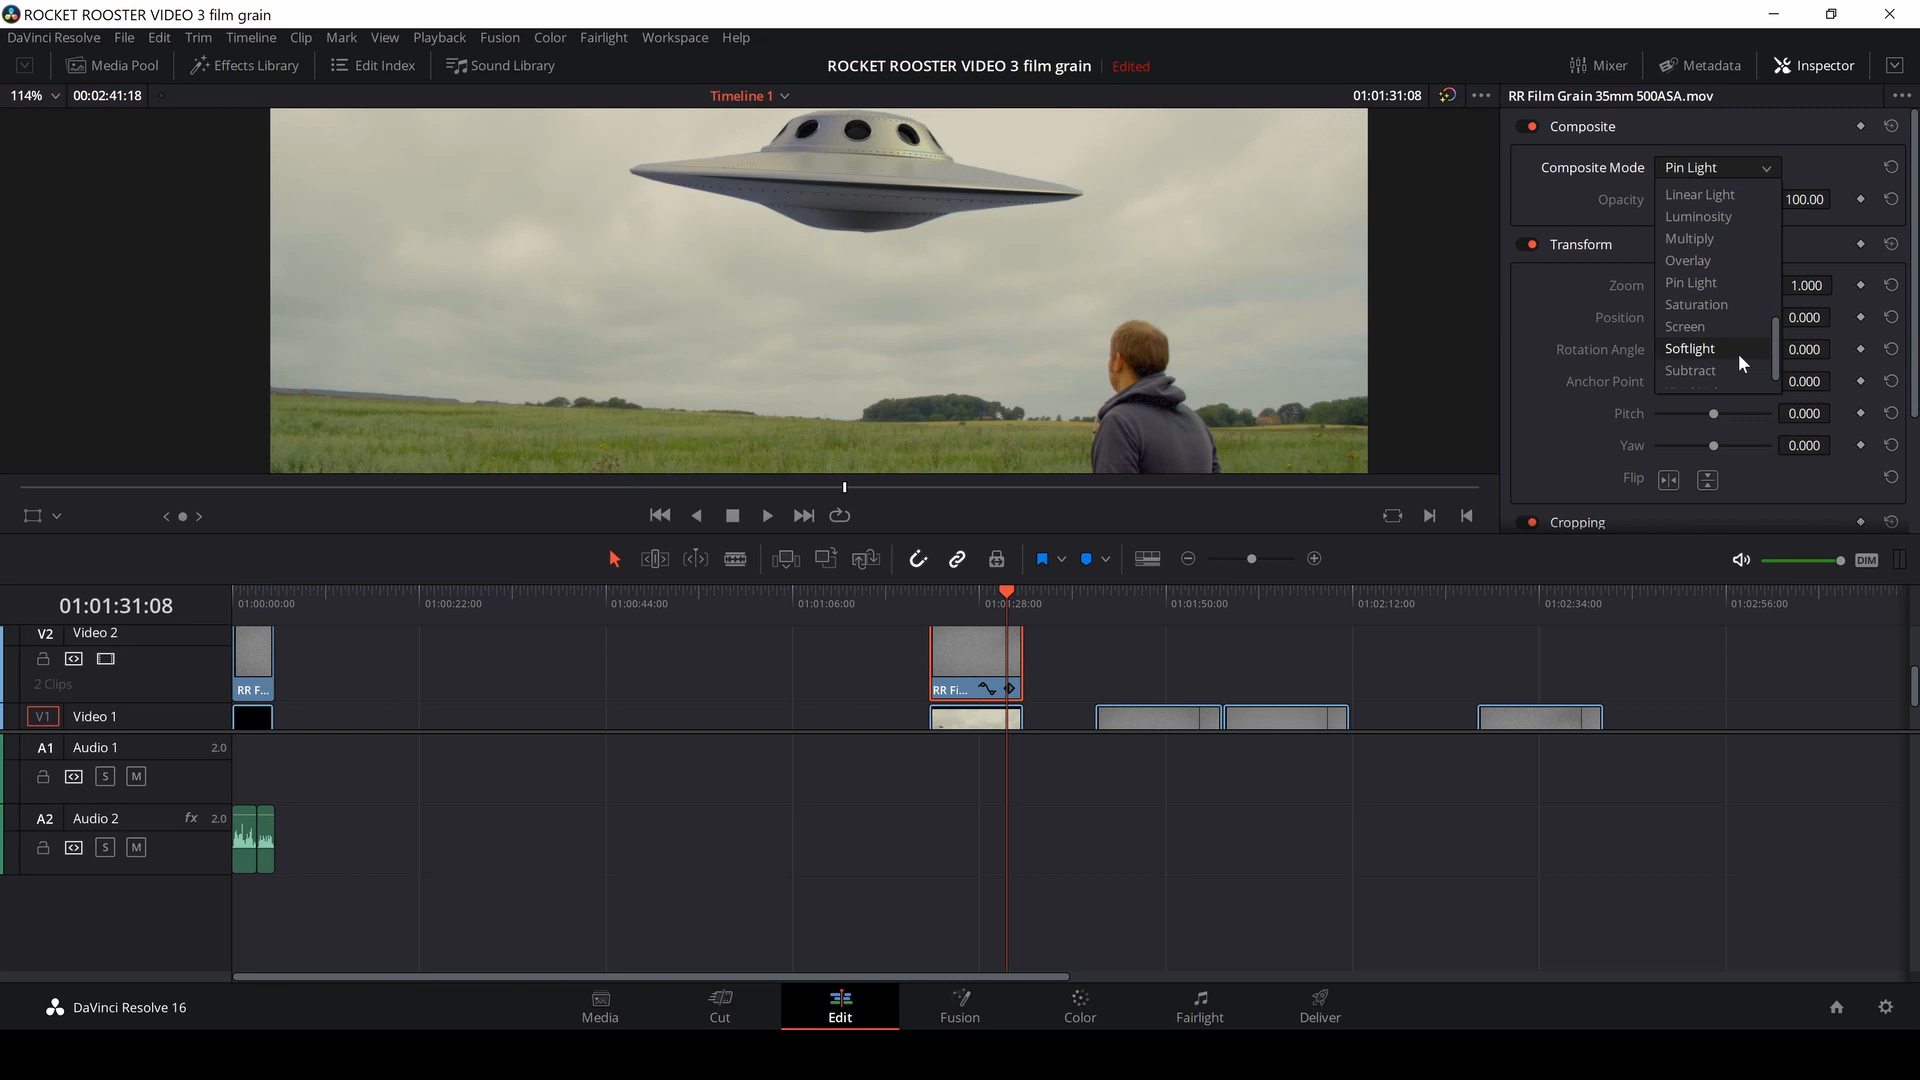 ROCKET ROOSTER VIDEO 3 film grain
DaVinci Resolve File Edit Trim Timeline Clip Mark View Playback Fusion Color Fairlight Workspace Help
Media Pool Effects Library Edit Index Sound Library ROCKET ROOSTER VIDEO 3 film grain Edited Mixer Metadata Inspector
114% 00:02:41:18 Timeline 1 01:01:31:08 RR Film Grain 35mm 500ASA.mov
Composite
Composite Mode Pin Light
Linear Light
Opacity 100.00
Luminosity
Multiply
Transform
Overlay
Zoom Pin Light 1.000
Saturation
Position 0.000
Screen
Rotation Angle Softlight 0.000
Subtract
Anchor Point 0.000
Pitch 0.000
Yaw 0.000
Flip
Cropping
DIM
01:01:31:08 01:00:00:00 01:00:22:00 01:00:44:00 01:01:06:00 01:01:28:00 01:01:50:00 01:02:12:00 01:02:34:00 01:02:56:00
V2 Video 2
2 Clips
RR F... RR Fi...
V1 Video 1
A1 Audio 1 2.0
S M
A2 Audio 2 fx 2.0
S M
DaVinci Resolve 16 Media Cut Edit Fusion Color Fairlight Deliver